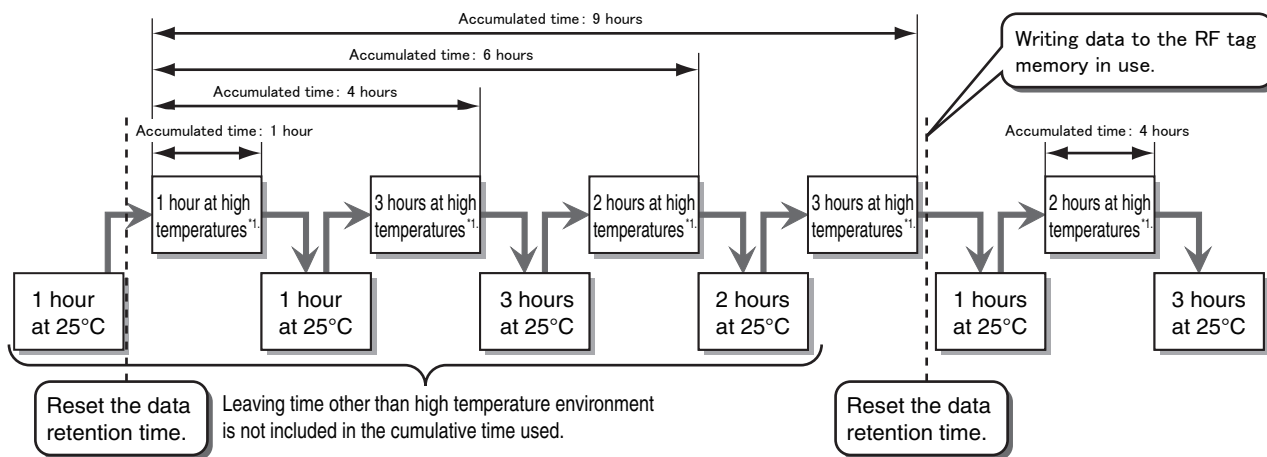 Accumulated time: 9 hours
Accumulated time: 6 hours
Accumulated time: 4 hours
Accumulated time: 1 hour
Writing data to the RF tag
memory in use.
Accumulated time: 4 hours
1 hour at high
temperatures*1.
3 hours at high
temperatures*1.
2 hours at high
temperatures*1.
3 hours at high
temperatures*1.
2 hours at high
temperatures*1.
1 hour
at 25°C
1 hour
at 25°C
3 hours
at 25°C
2 hours
at 25°C
1 hours
at 25°C
3 hours
at 25°C
Reset the data
retention time.
Leaving time other than high temperature environment
is not included in the cumulative time used.
Reset the data
retention time.